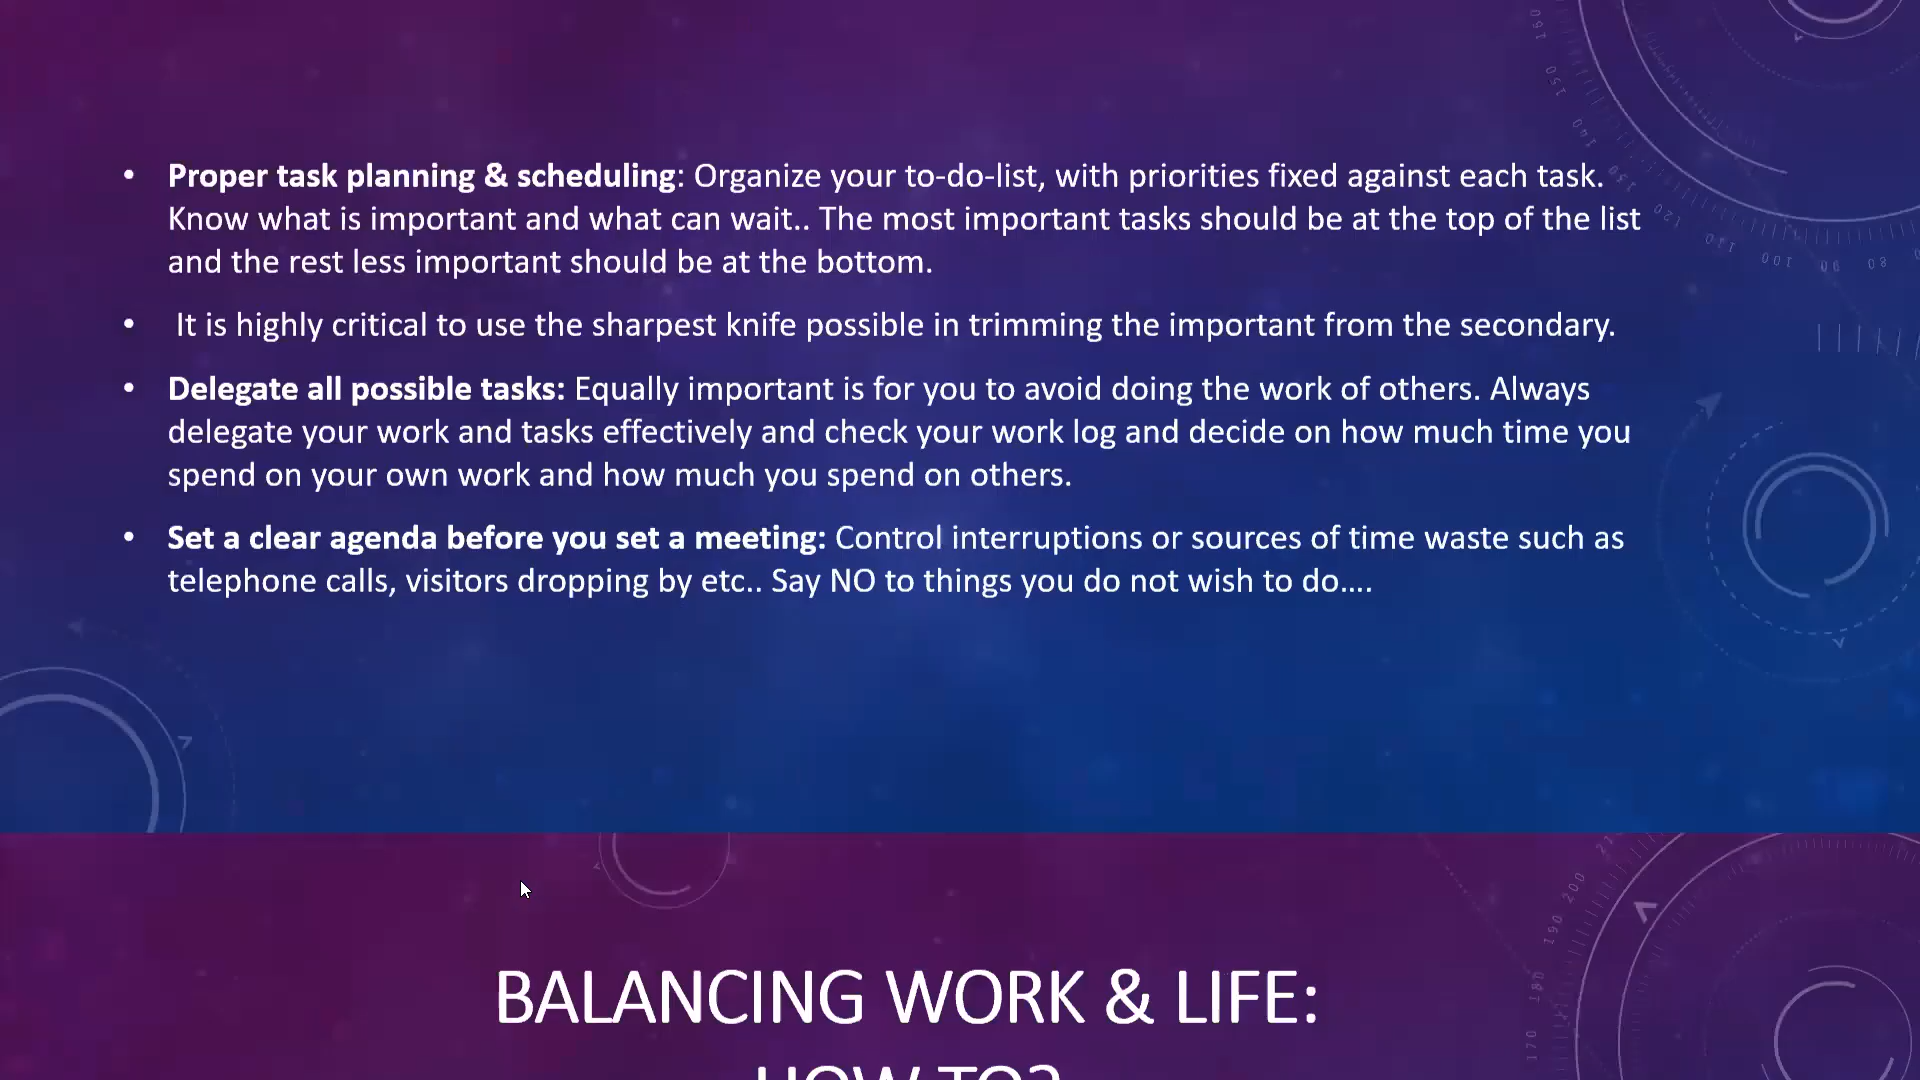 • Proper task planning & scheduling: Organize your to-do-list, with priorities fixed against each task.
Know what is important and what can wait.. The most important tasks should be at the top of the list
and the rest less important should be at the bottom.
• It is highly critical to use the sharpest knife possible in trimming the important from the secondary.
• Delegate all possible tasks: Equally important is for you to avoid doing the work of others. Always
delegate your work and tasks effectively and check your work log and decide on how much time you
spend on your own work and how much you spend on others.
• Set a clear agenda before you set a meeting: Control interruptions or sources of time waste such as
telephone calls, visitors dropping by etc.. Say NO to things you do not wish to do....
BALANCING WORK & LIFE:
HOW TO?